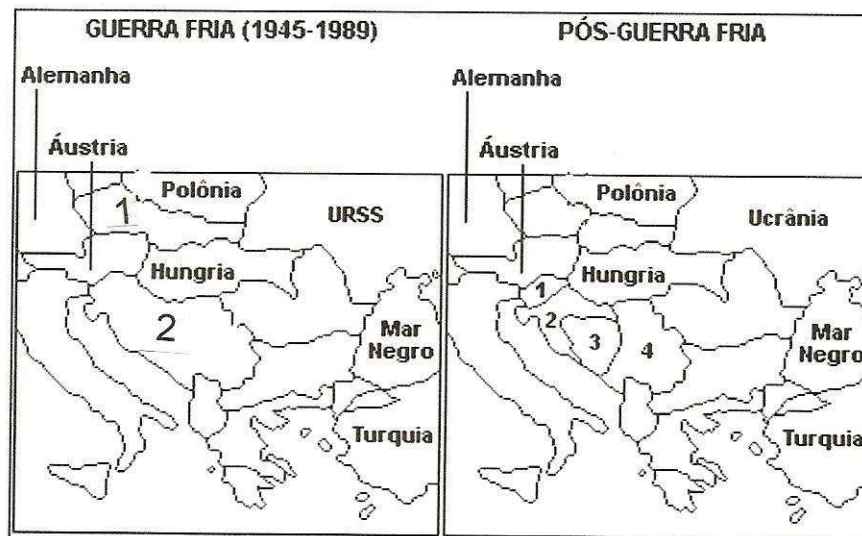 GUERRA FRIA (1945-1989)
Alemanha
Áustria
Polônia
1
URSS
Hungria
2
Mar
Negro
Turquia
PÓS-GUERRA FRIA
Alemanha
Áustria
Polônia
Ucrânia
Hungria
1
2
3
4
Mar
Negro
Turquia